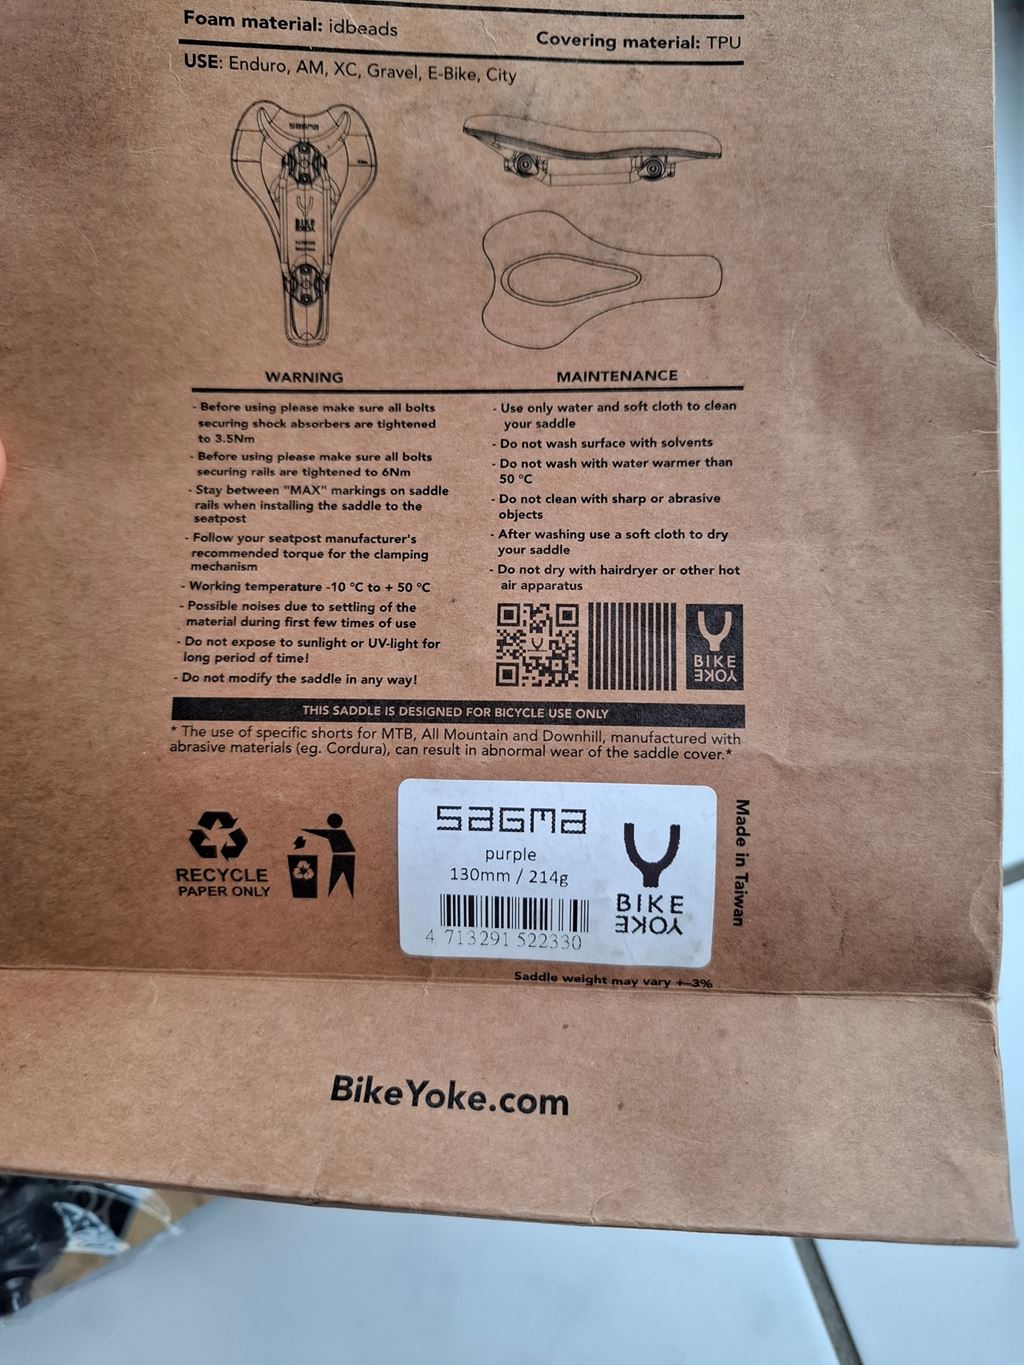 Foam material: idbeads
Covering material: TPU
USE: Enduro, AM, XC, Gravel, E-Bike, City
sagma
BIKE
YOKE
WARNING
- Before using please make sure all bolts
securing shock absorbers are tightened
to 3.5Nm
- Before using please make sure all bolts
securing rails are tightened to 6Nm
- Stay between "MAX" markings on saddle
rails when installing the saddle to the
seatpost
- Follow your seatpost manufacturer's
recommended torque for the clamping
mechanism
- Working temperature -10 °C to + 50 °C
- Possible noises due to settling of the
material during first few times of use
- Do not expose to sunlight or UV-light for
long period of time!
- Do not modify the saddle in any way!
MAINTENANCE
- Use only water and soft cloth to clean
your saddle
- Do not wash surface with solvents
- Do not wash with water warmer than
50 °C
- Do not clean with sharp or abrasive
objects
- After washing use a soft cloth to dry
your saddle
- Do not dry with hairdryer or other hot
air apparatus
BIKE
YOKE
THIS SADDLE IS DESIGNED FOR BICYCLE USE ONLY
* The use of specific shorts for MTB, All Mountain and Downhill, manufactured with
abrasive materials (eg. Cordura), can result in abnormal wear of the saddle cover.*
RECYCLE
PAPER ONLY
sagma
purple
130mm / 214g
4 713291 522330
BIKE
YOKE
Made in Taiwan
Saddle weight may vary +-3%
BikeYoke.com